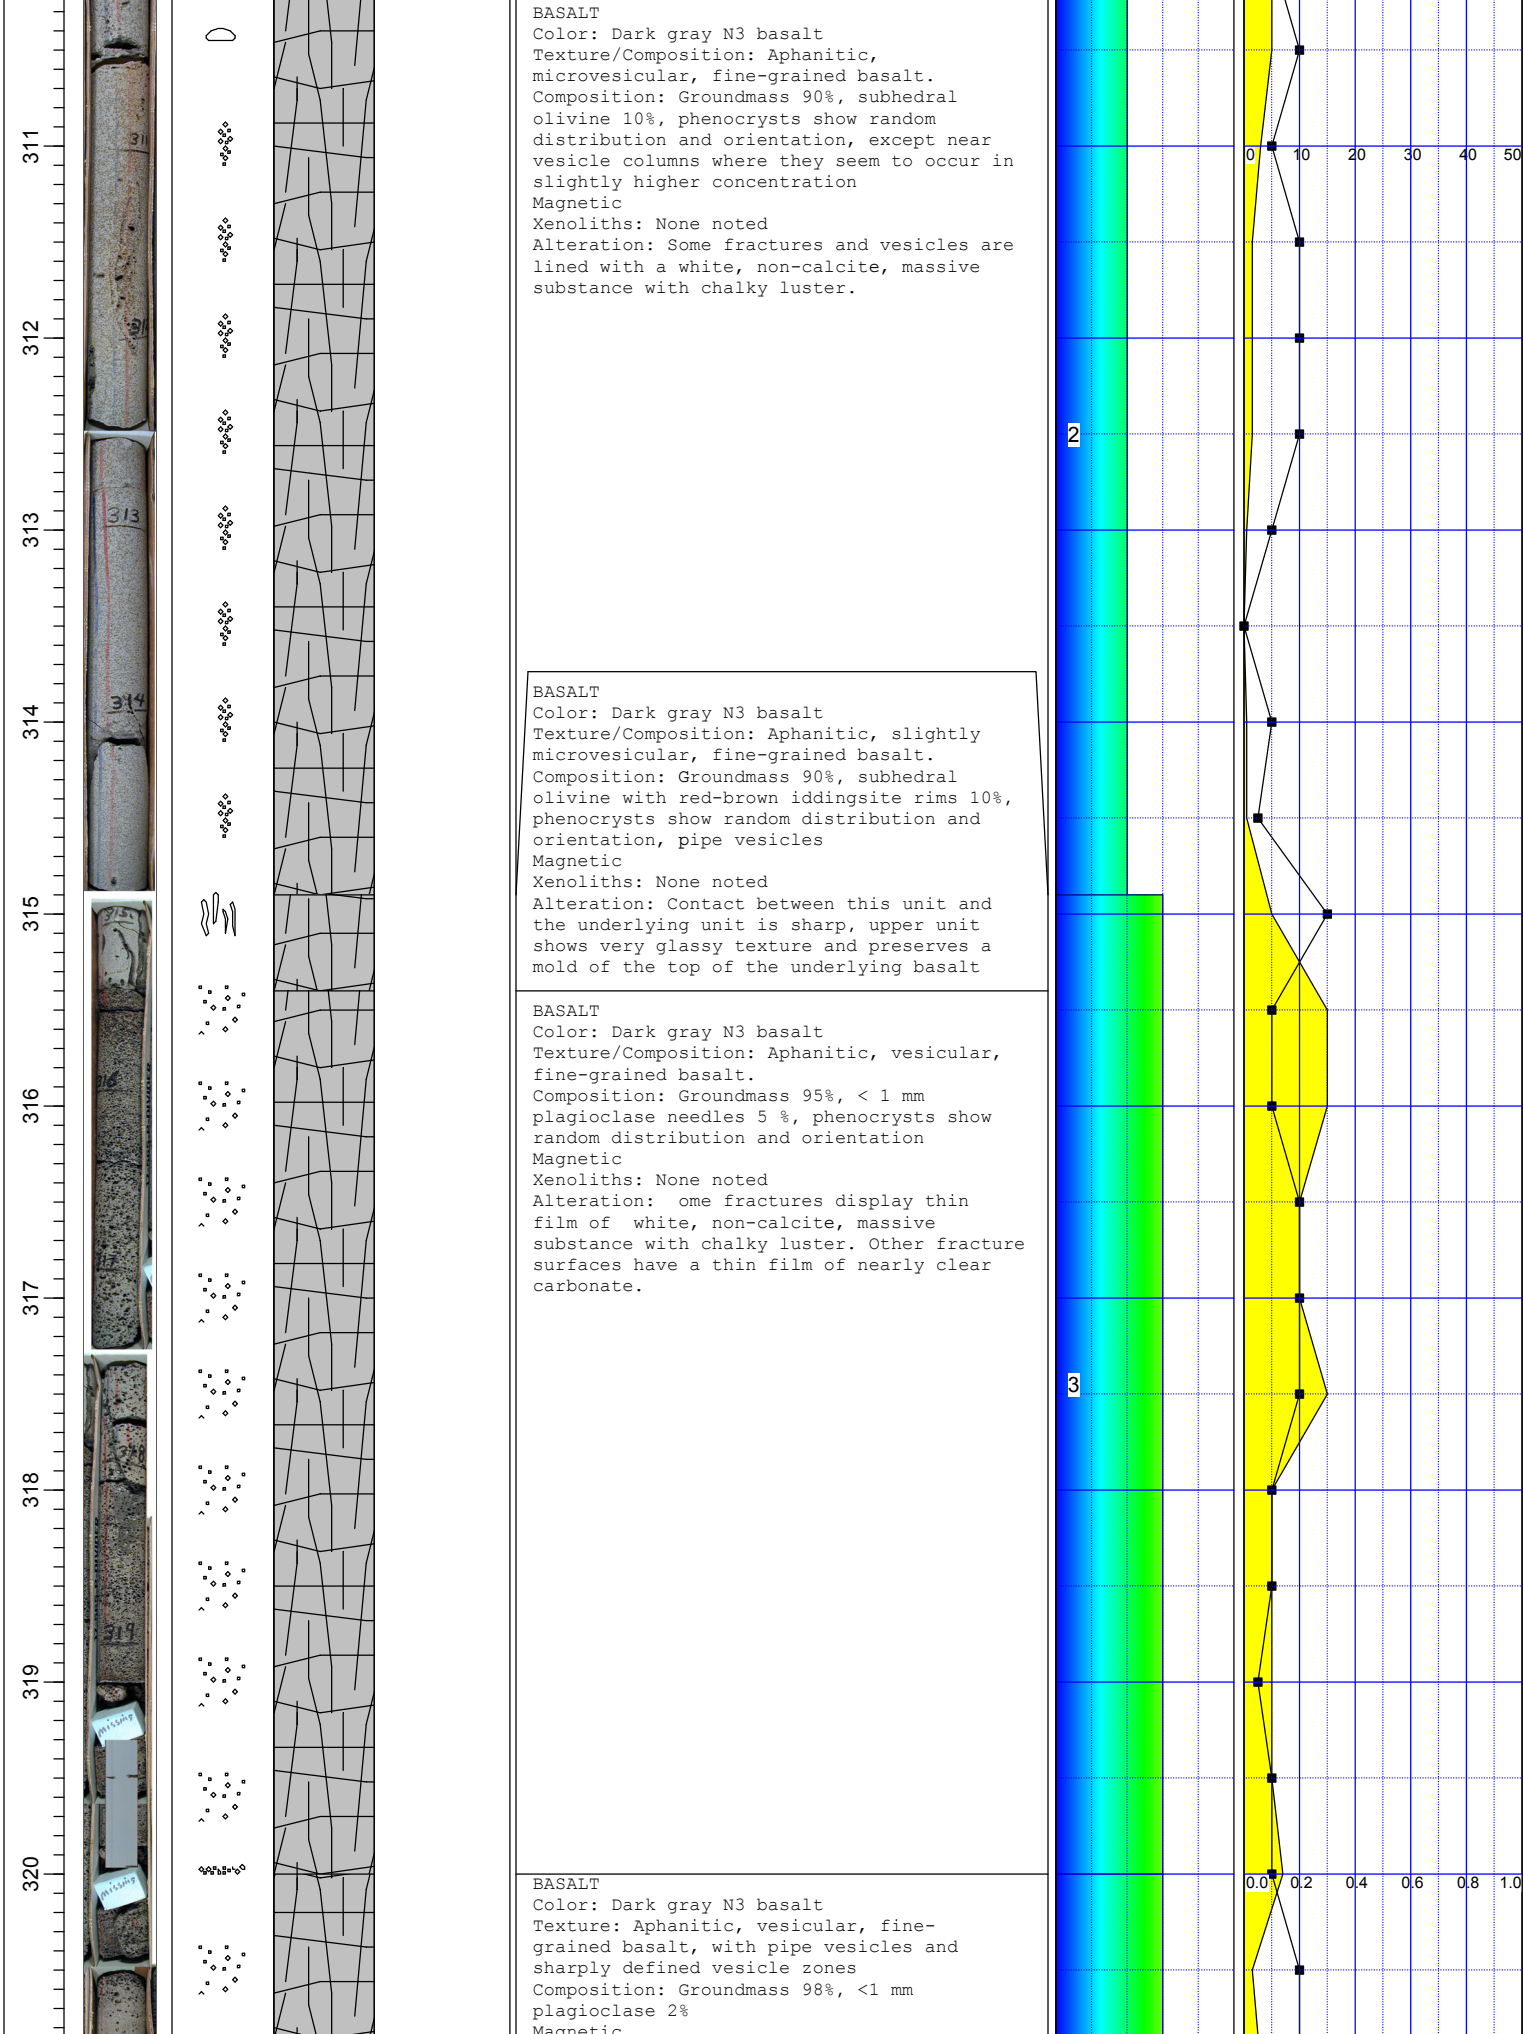 BASALT
Color: Dark gray N3 basalt
Texture/Composition: Aphanitic,
microvesicular, fine-grained basalt.
Composition: Groundmass 90%, subhedral
olivine 10%, phenocrysts show random
distribution and orientation, except near
vesicle columns where they seem to occur in
slightly higher concentration
Magnetic
Xenoliths: None noted
Alteration: Some fractures and vesicles are
lined with a white, non-calcite, massive
substance with chalky luster.
311
0 10 20 30 40 50
312
2
313
313
314
314
BASALT
Color: Dark gray N3 basalt
Texture/Composition: Aphanitic, slightly
microvesicular, fine-grained basalt.
Composition: Groundmass 90%, subhedral
olivine with red-brown iddingsite rims 10%,
phenocrysts show random distribution and
orientation, pipe vesicles
Magnetic
Xenoliths: None noted
Alteration: Contact between this unit and
the underlying unit is sharp, upper unit
shows very glassy texture and preserves a
mold of the top of the underlying basalt
315
BASALT
Color: Dark gray N3 basalt
Texture/Composition: Aphanitic, vesicular,
fine-grained basalt.
Composition: Groundmass 95%, < 1 mm
plagioclase needles 5 %, phenocrysts show
random distribution and orientation
Magnetic
Xenoliths: None noted
Alteration:  ome fractures display thin
film of  white, non-calcite, massive
substance with chalky luster. Other fracture
surfaces have a thin film of nearly clear
carbonate.
316
317
3
318
319
319
missing
320
missing
0.0 0.2 0.4 0.6 0.8 1.0
BASALT
Color: Dark gray N3 basalt
Texture: Aphanitic, vesicular, fine-
grained basalt, with pipe vesicles and
sharply defined vesicle zones
Composition: Groundmass 98%, <1 mm
plagioclase 2%
Magnetic